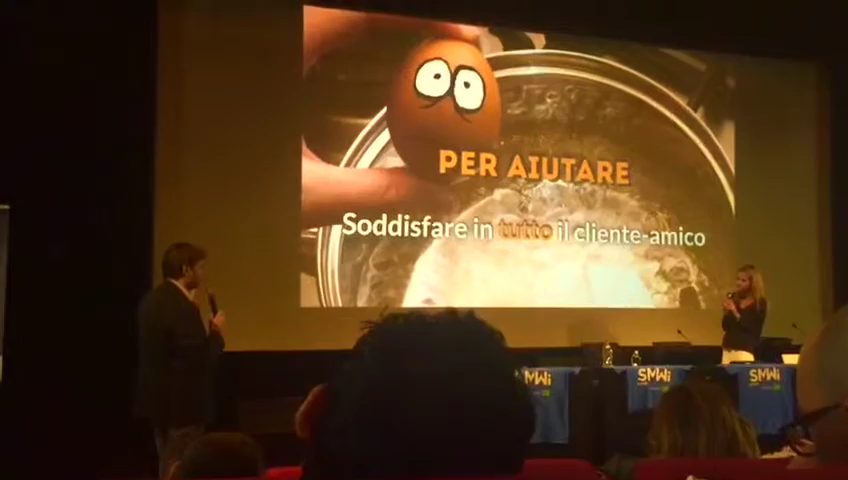 PER AIUTARE
Soddisfare in tutto il cliente-amico
SMWi
SMWi
SMWi